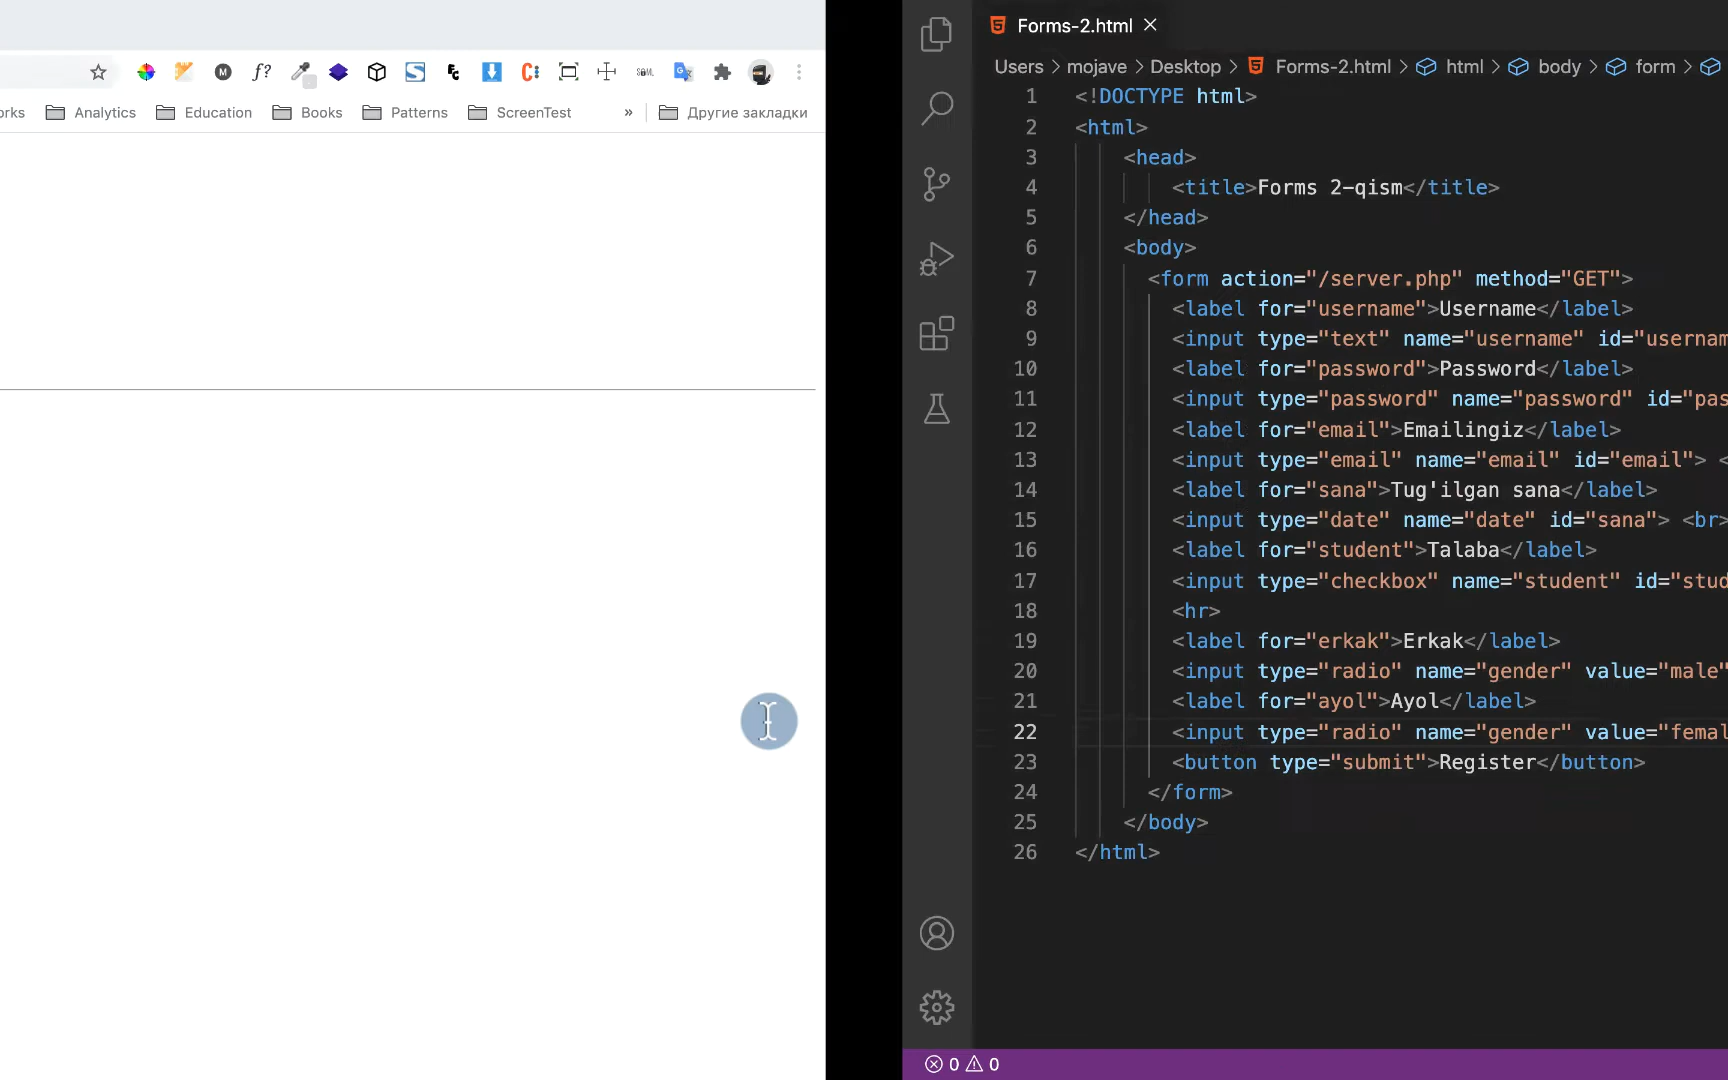 orks Analytics Education Books Patterns ScreenTest » Другие закладки
Forms-2.html
Users > mojave > Desktop > Forms-2.html > html > body > form >
1 <!DOCTYPE html>
2 <html>
3 <head>
4 <title>Forms 2-qism</title>
5 </head>
6 <body>
7 <form action="/server.php" method="GET">
8 <label for="username">Username</label>
9 <input type="text" name="username" id="usernam
10 <label for="password">Password</label>
11 <input type="password" name="password" id="pas
12 <label for="email">Emailingiz</label>
13 <input type="email" name="email" id="email"> <
14 <label for="sana">Tug'ilgan sana</label>
15 <input type="date" name="date" id="sana"> <br>
16 <label for="student">Talaba</label>
17 <input type="checkbox" name="student" id="stud
18 <hr>
19 <label for="erkak">Erkak</label>
20 <input type="radio" name="gender" value="male"
21 <label for="ayol">Ayol</label>
22 <input type="radio" name="gender" value="femal
23 <button type="submit">Register</button>
24 </form>
25 </body>
26 </html>
0 0